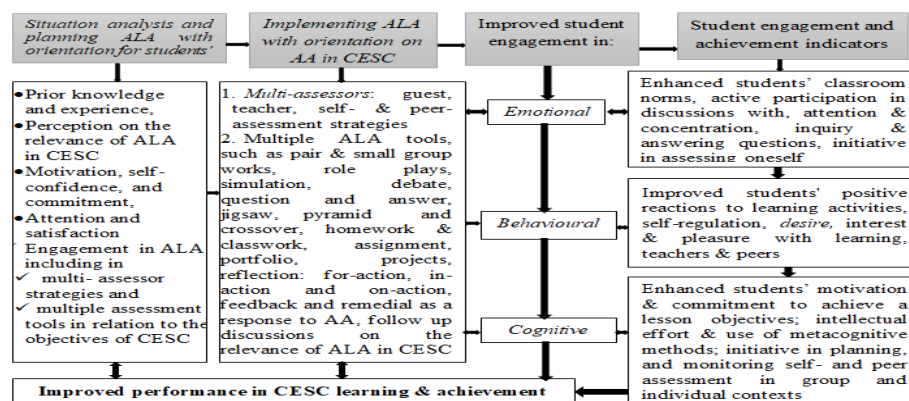 Situation analysis and
planning ALA with
orientation for students'
Implementing ALA
with orientation on
AA in CESC
Improved student
engagement in:
Student engagement and
achievement indicators
●Prior knowledge
and experience,
●Perception on the
relevance of ALA
in CESC
●Motivation, self-
confidence, and
commitment,
●Attention and
satisfaction
Engagement in ALA
including in
✓ multi- assessor
strategies and
✓ multiple assessment
tools in relation to the
objectives of CESC
1. Multi-assessors: guest,
teacher, self- & peer-
assessment strategies
2. Multiple ALA tools,
such as pair & small group
works, role plays,
simulation, debate,
question and answer,
jigsaw, pyramid and
crossover, homework &
classwork, assignment,
portfolio, projects,
reflection: for-action, in-
action and on-action,
feedback and remedial as a
response to AA, follow up
discussions on the
relevance of ALA in CESC
Emotional
Behavioural
Cognitive
Enhanced students' classroom
norms, active participation in
discussions with, attention &
concentration, inquiry &
answering questions, initiative
in assessing oneself
Improved students' positive
reactions to learning activities,
self-regulation, desire, interest
& pleasure with learning,
teachers & peers
Enhanced students' motivation
& commitment to achieve a
lesson objectives; intellectual
effort & use of metacognitive
methods; initiative in planning,
and monitoring self- and peer
assessment in group and
individual contexts
Improved performance in CESC learning & achievement